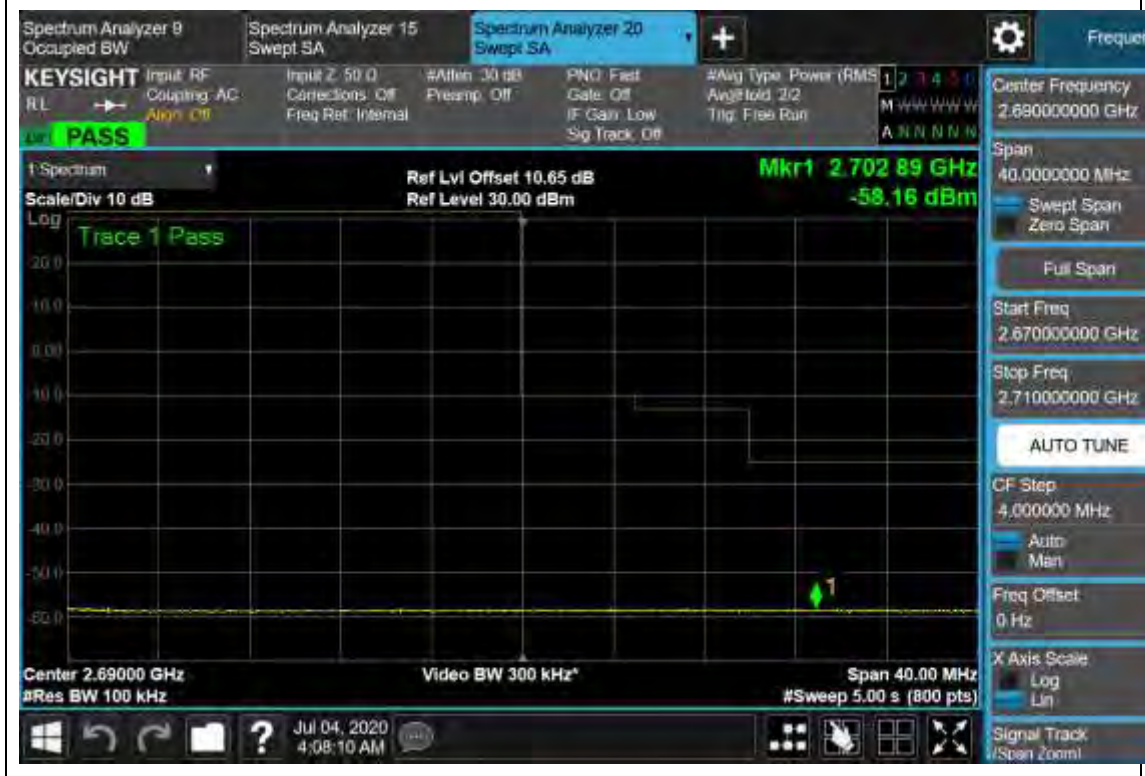 Spectrum Analyzer 9
Occupied BW
Spectrum Analyzer 15
Swept SA
Spectrum Analyzer 20
Swept SA
Frequen
KEYSIGHT
RL
PASS
Input: RF
Coupling: AC
Align: Off
Input Z: 50 Ω
Corrections: Off
Freq Ref: Internal
#Atten: 30 dB
Preamp: Off
PNO: Fast
Gate: Off
IF Gain: Low
Sig Track: Off
#Avg Type: Power (RMS
Avg|Hold: 2/2
Trig: Free Run
1 2 3 4 5 6
M W W W W W
A N N N N N
1 Spectrum
Scale/Div 10 dB
Ref Lvl Offset 10.65 dB
Ref Level 30.00 dBm
Mkr1 2.702 89 GHz
-58.16 dBm
Log
Trace 1 Pass
20.0
10.0
0.00
-10.0
-20.0
-30.0
-40.0
-50.0
-60.0
1
Center 2.69000 GHz
#Res BW 100 kHz
Video BW 300 kHz*
Span 40.00 MHz
#Sweep 5.00 s (800 pts)
Jul 04, 2020
4:08:10 AM
Center Frequency
2.690000000 GHz
Span
40.0000000 MHz
Swept Span
Zero Span
Full Span
Start Freq
2.670000000 GHz
Stop Freq
2.710000000 GHz
AUTO TUNE
CF Step
4.000000 MHz
Auto
Man
Freq Offset
0 Hz
X Axis Scale
Log
Lin
Signal Track
(Span Zoom)